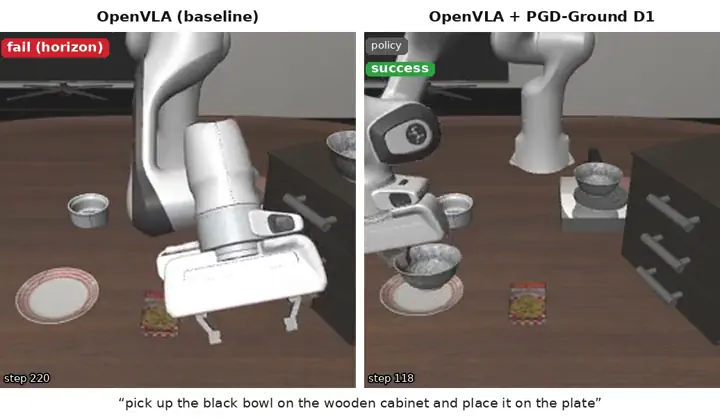 OpenVLA (baseline)
OpenVLA + PGD-Ground D1
fail (horizon)
policy
success
step 220
step 118
“pick up the black bowl on the wooden cabinet and place it on the plate”